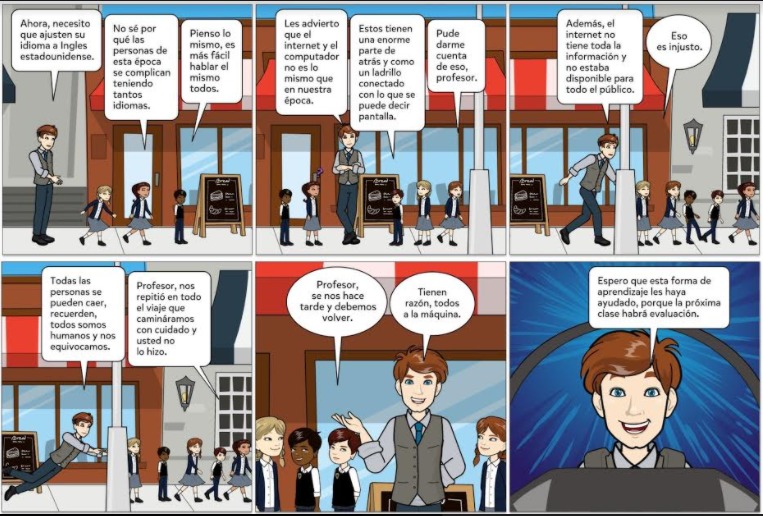 Ahora, necesito
que ajusten su
idioma a Ingles
estadounidense.
No sé por
qué las
personas de
esta época
se complican
teniendo
tantos
idiomas.
Pienso lo
mismo, es
más fácil
hablar el
mismo
todos.
Les advierto
que el
internet y el
computador
no es lo
mismo que
en nuestra
época.
Estos tienen
una enorme
parte de
atrás y como
un ladrillo
conectado
con lo que se
puede decir
pantalla.
Pude
darme
cuenta
de eso,
profesor.
Además, el
internet no
tiene toda la
información y
no estaba
disponible para
todo el público.
Eso
es injusto.
Todas las
personas se
pueden caer,
recuerden,
todos somos
humanos y nos
equivocamos.
Profesor, nos
repitió en todo
el viaje que
camináramos
con cuidado y
usted no
lo hizo.
Profesor,
se nos hace
tarde y debemos
volver.
Tienen
razón, todos
a la máquina.
Espero que esta forma de
aprendizaje les haya
ayudado, porque la próxima
clase habrá evaluación.